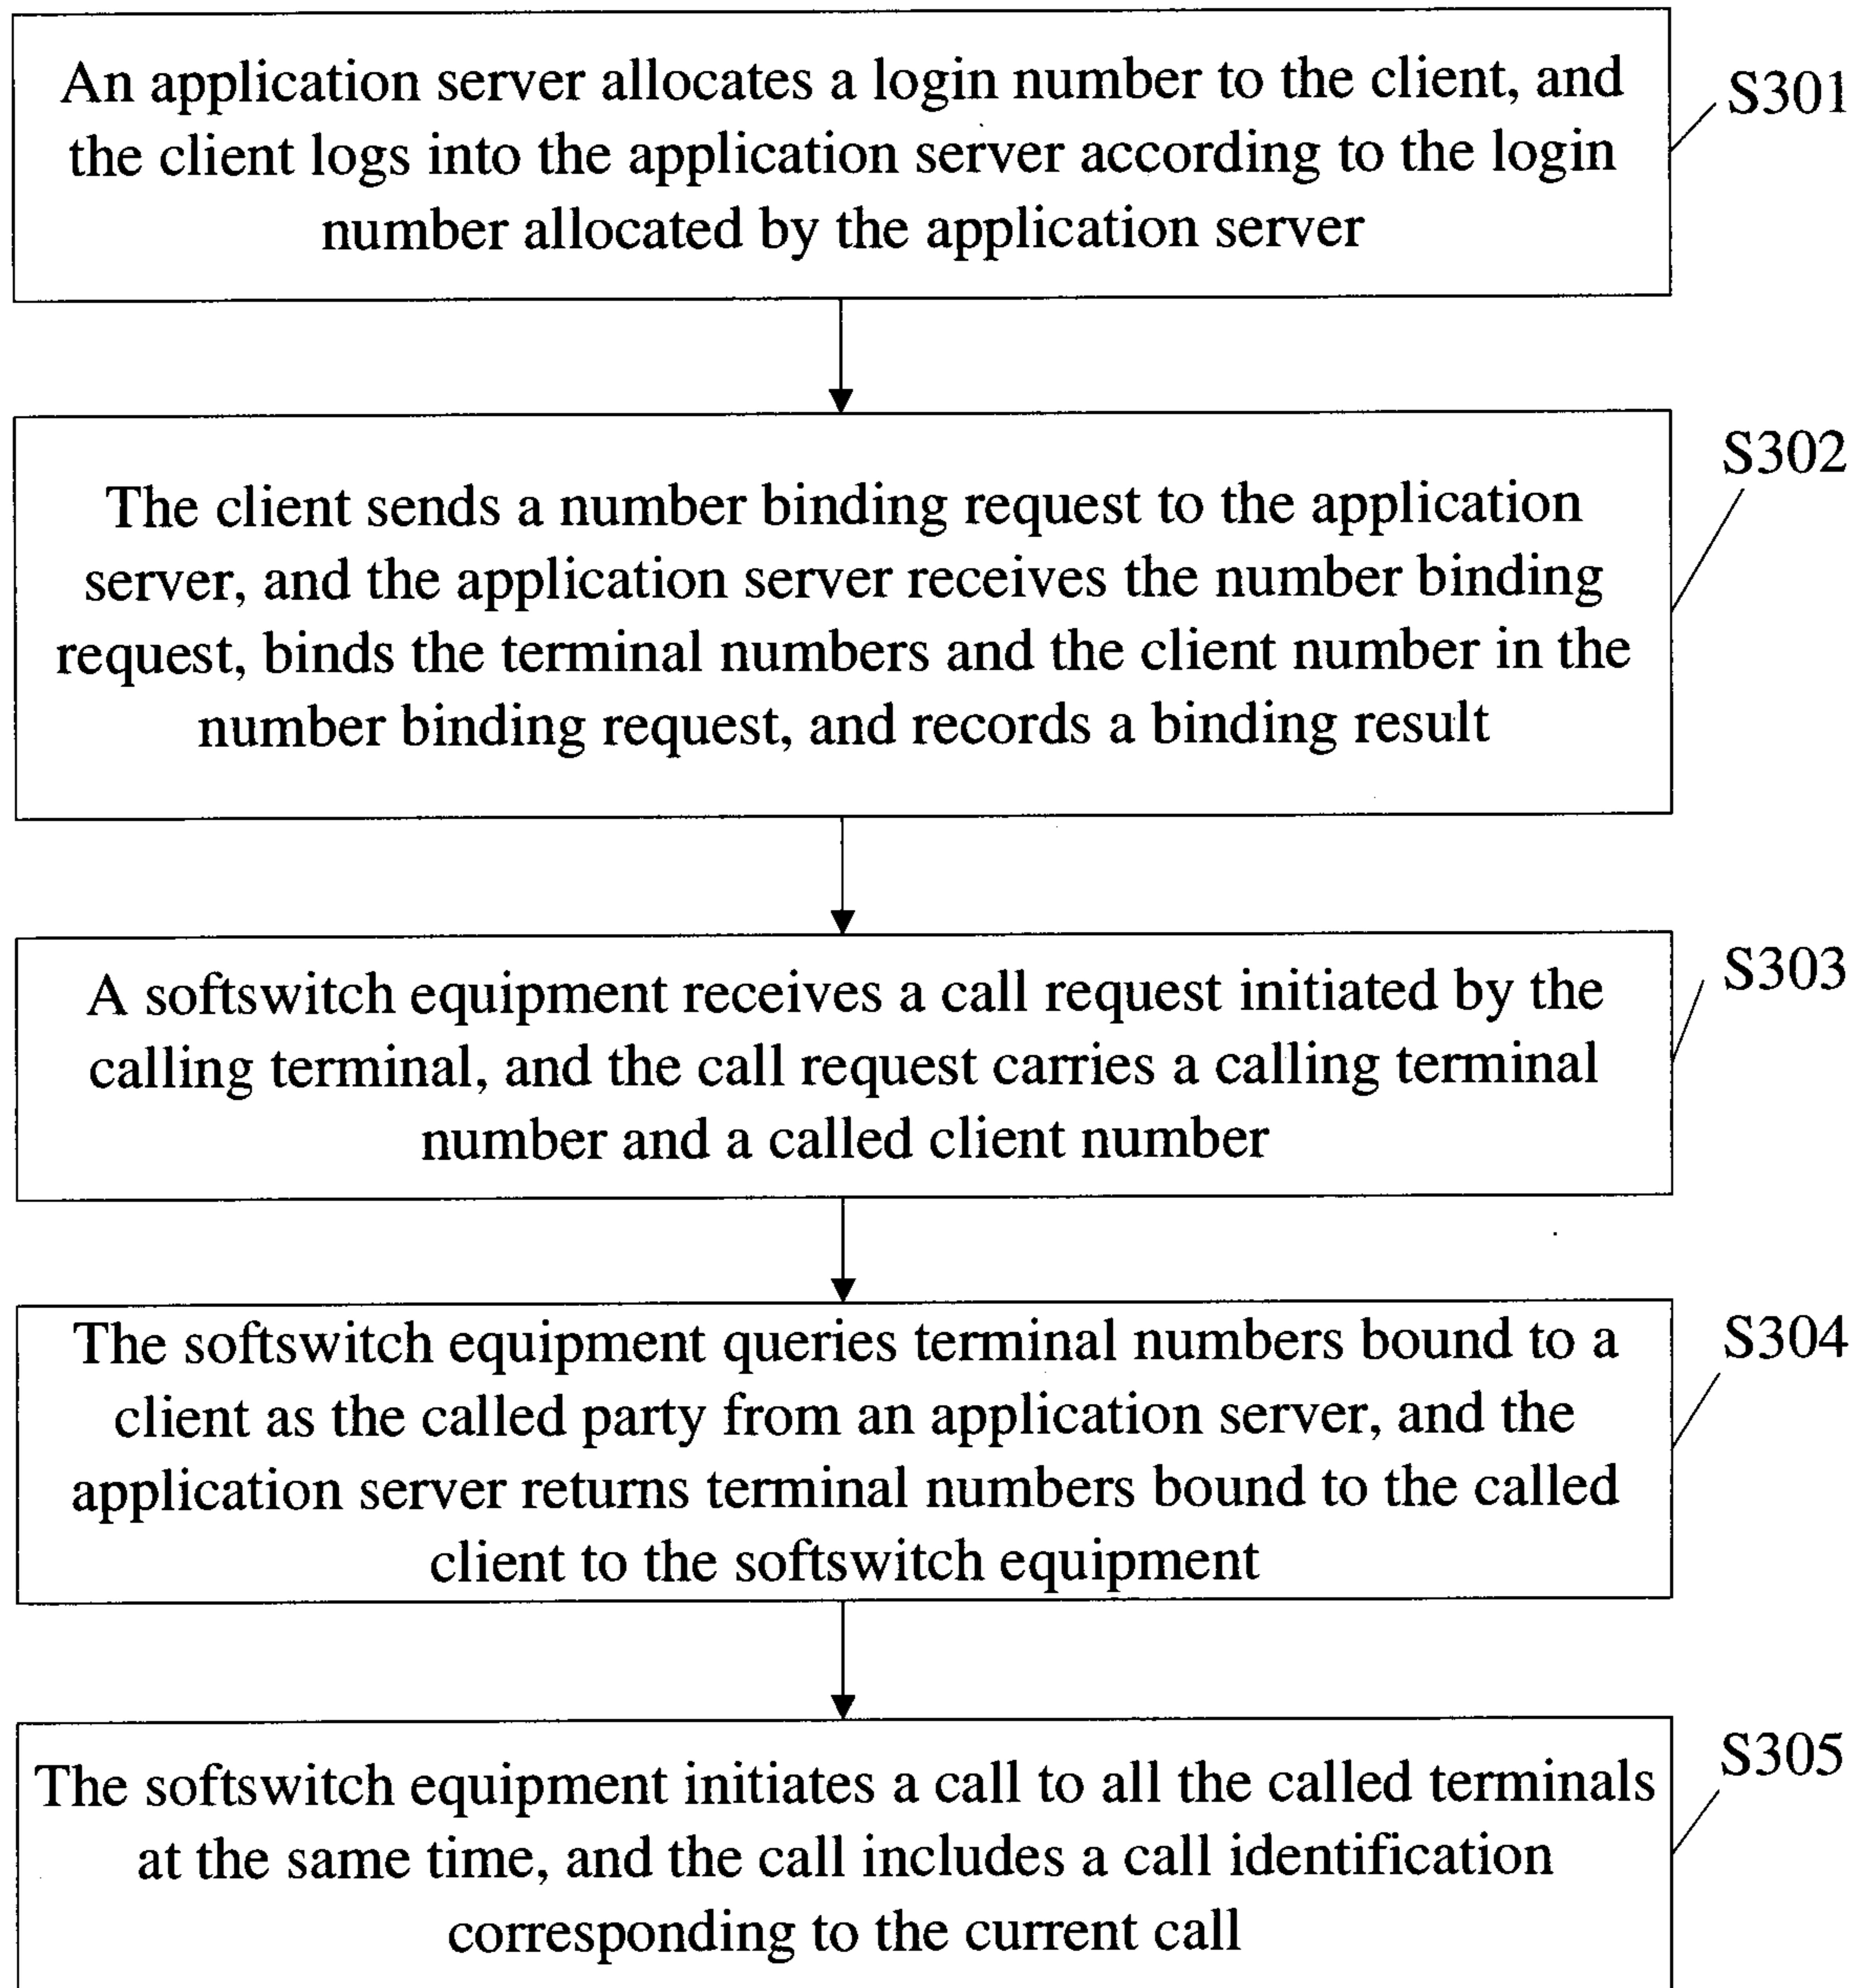 An application server allocates a login number to the client, and
the client logs into the application server according to the login
number allocated by the application server
S301
The client sends a number binding request to the application
server, and the application server receives the number binding
request, binds the terminal numbers and the client number in the
number binding request, and records a binding result
S302
A softswitch equipment receives a call request initiated by the
calling terminal, and the call request carries a calling terminal
number and a called client number
S303
The softswitch equipment queries terminal numbers bound to a
client as the called party from an application server, and the
application server returns terminal numbers bound to the called
client to the softswitch equipment
S304
The softswitch equipment initiates a call to all the called terminals
at the same time, and the call includes a call identification
corresponding to the current call
S305